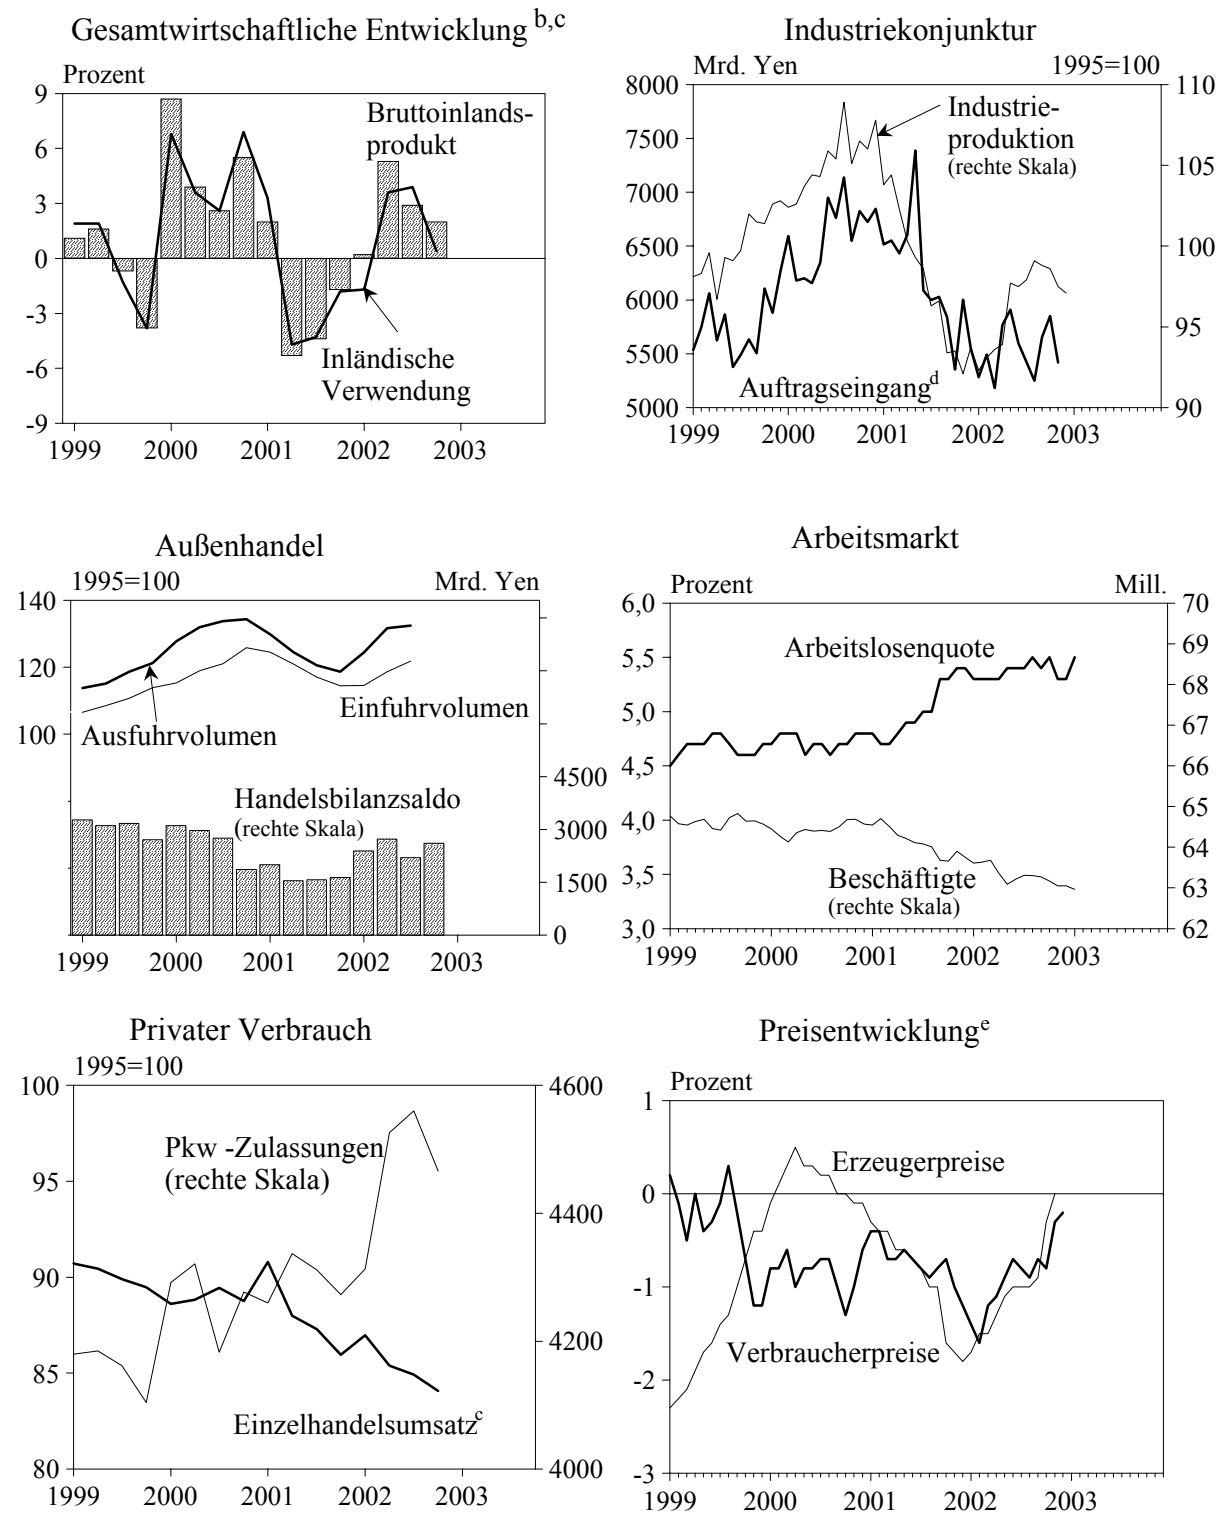 Gesamtwirtschaftliche Entwicklung b,c
Prozent
9
6
3
0
-3
-6
-9
Bruttoinlands-
produkt
Inländische
Verwendung
1999 2000 2001 2002 2003
Industriekonjunktur
Mrd. Yen 1995=100
8000
7500
7000
6500
6000
5500
5000
110
105
100
95
90
Industrie-
produktion
(rechte Skala)
Auftragseingang d
1999 2000 2001 2002 2003
Außenhandel
1995=100 Mrd. Yen
140
120
100
4500
3000
1500
0
Ausfuhrvolumen
Einfuhrvolumen
Handelsbilanzsaldo
(rechte Skala)
1999 2000 2001 2002 2003
Arbeitsmarkt
Prozent Mill.
6,0
5,5
5,0
4,5
4,0
3,5
3,0
70
69
68
67
66
65
64
63
62
Arbeitslosenquote
Beschäftigte
(rechte Skala)
1999 2000 2001 2002 2003
Privater Verbrauch
1995=100
100
95
90
85
80
4600
4400
4200
4000
Pkw -Zulassungen
(rechte Skala)
Einzelhandelsumsatz c
1999 2000 2001 2002 2003
Preisentwicklung e
Prozent
1
0
-1
-2
-3
Erzeugerpreise
Verbraucherpreise
1999 2000 2001 2002 2003